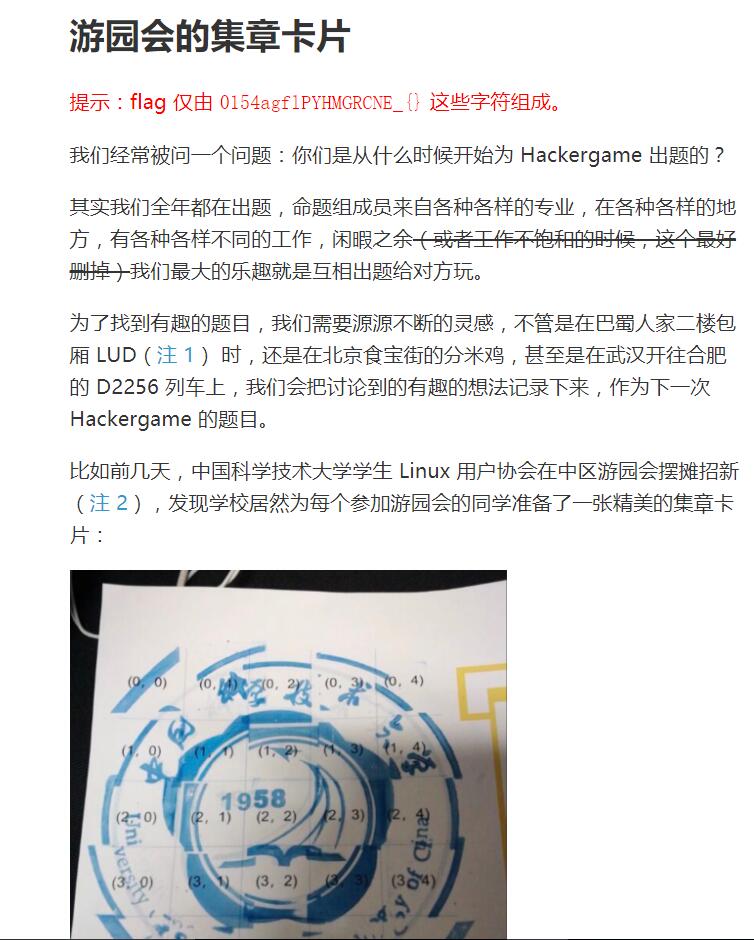 游园会的集章卡片
提示：flag 仅由 0154agflPYHMGRCNE_{} 这些字符组成。
我们经常被问一个问题：你们是从什么时候开始为 Hackergame 出题的？
其实我们全年都在出题，命题组成员来自各种各样的专业，在各种各样的地
方，有各种各样不同的工作，闲暇之余（或者工作不饱和的时候，这个最好
删掉）我们最大的乐趣就是互相出题给对方玩。
为了找到有趣的题目，我们需要源源不断的灵感，不管是在巴蜀人家二楼包
厢 LUD（注 1） 时，还是在北京食宝街的分米鸡，甚至是在武汉开往合肥
的 D2256 列车上，我们会把讨论到的有趣的想法记录下来，作为下一次
Hackergame 的题目。
比如前几天，中国科学技术大学学生 Linux 用户协会在中区游园会摆摊招新
（注 2），发现学校居然为每个参加游园会的同学准备了一张精美的集章卡
片：
(0, 0) (0, 1) (0, 2) (0, 3) (0, 4)
(1, 0) (1, 1) (1, 2) (1, 3) (1, 4)
1958
(2, 0) (2, 1) (2, 2) (2, 3) (2, 4)
(3, 0) (3, 1) (3, 2) (3, 3) (3, 4)